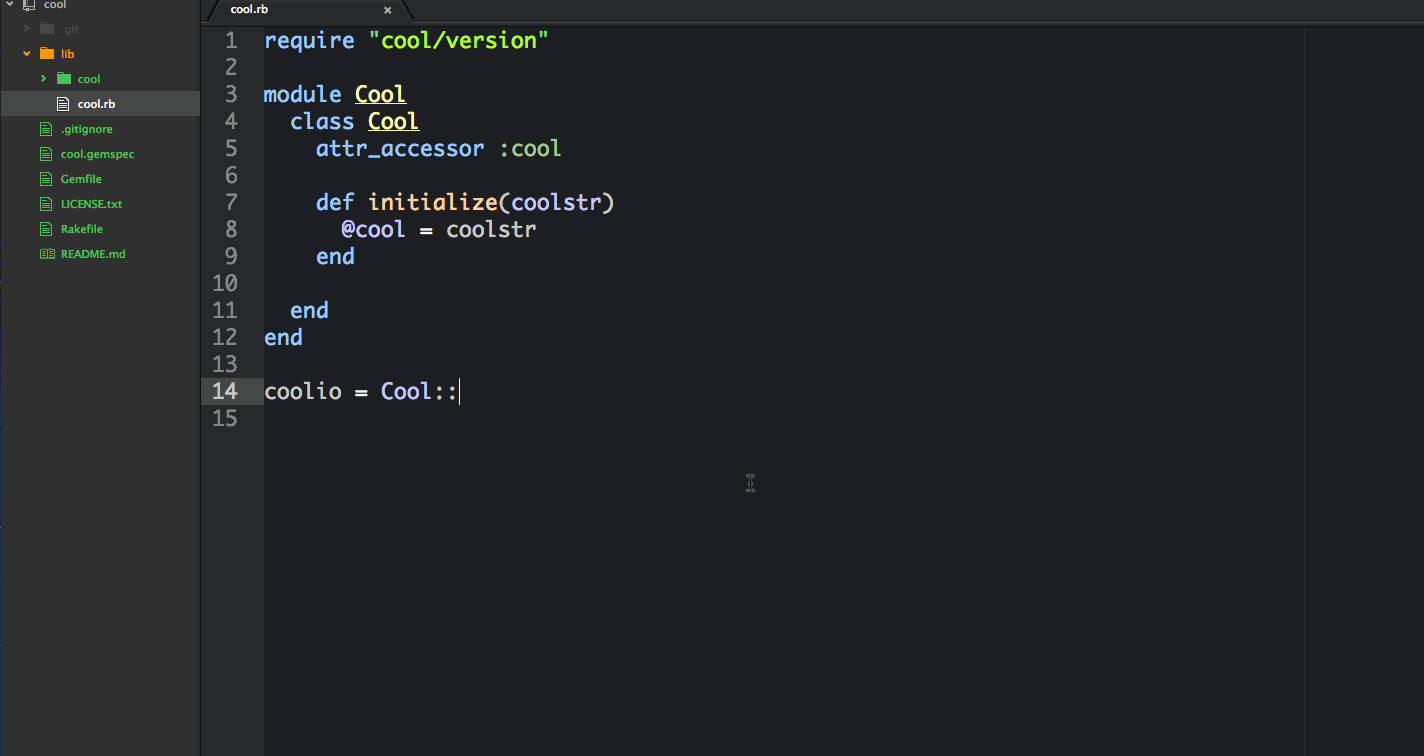 cool
.git
lib
cool
cool.rb
.gitignore
cool.gemspec
Gemfile
LICENSE.txt
Rakefile
README.md
cool.rb ×
1 require "cool/version"
2
3 module Cool
4   class Cool
5     attr_accessor :cool
6
7     def initialize(coolstr)
8       @cool = coolstr
9     end
10
11   end
12 end
13
14 coolio = Cool::
15